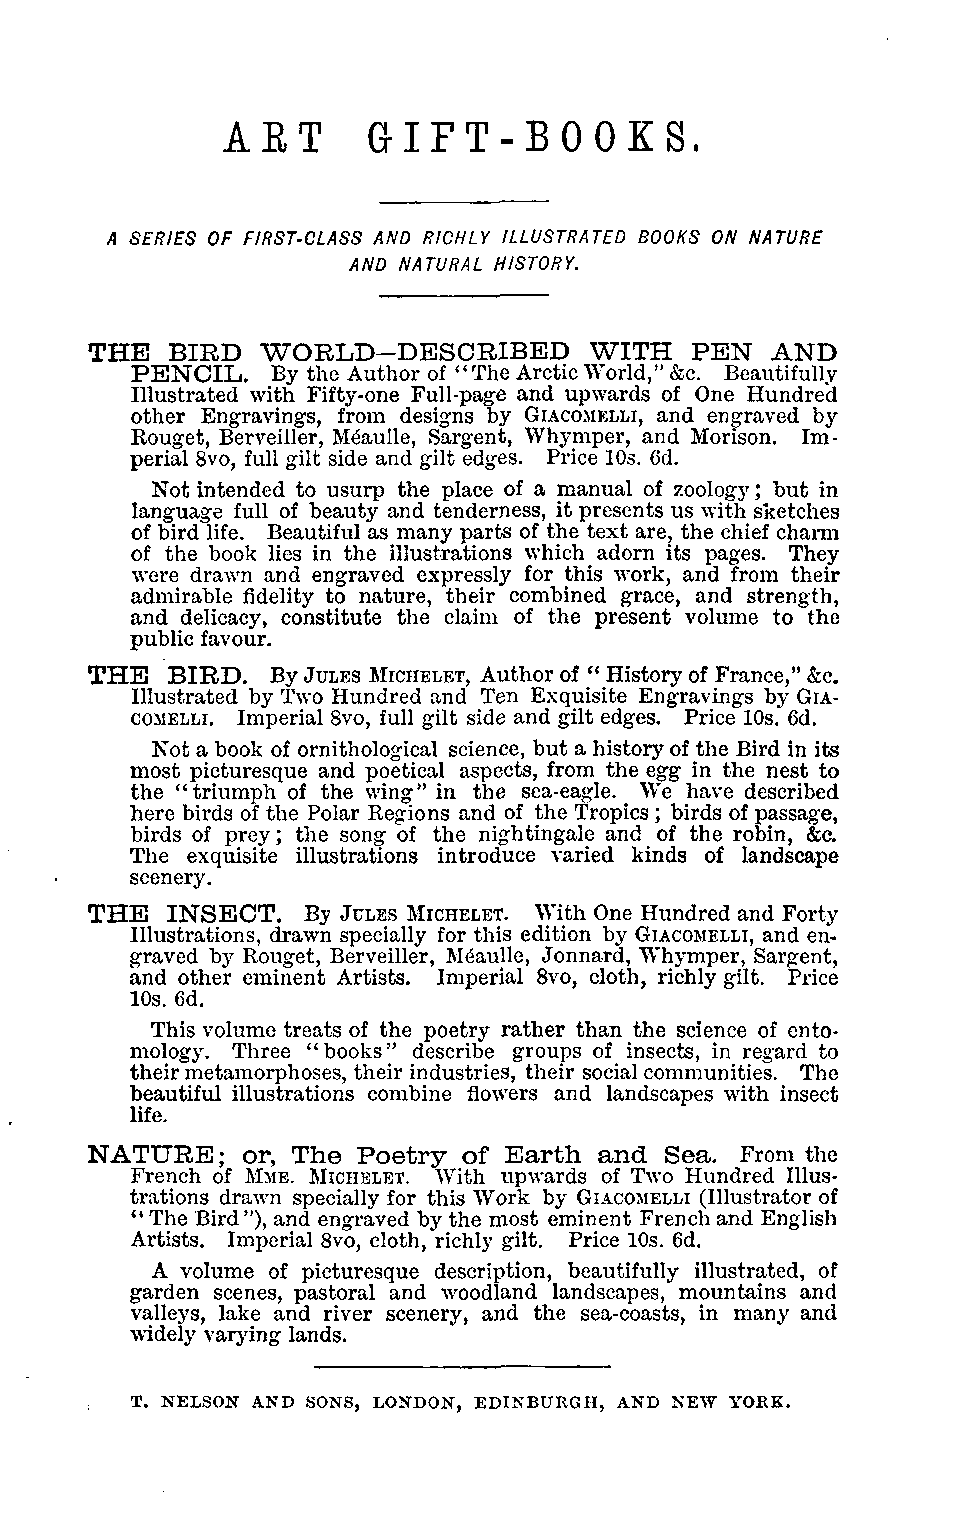 ART GIFT-BOOKS.
A SERIES OF FIRST-CLASS AND RICHLY ILLUSTRATED BOOKS ON NATURE
AND NATURAL HISTORY.
THE BIRD WORLD—DESCRIBED WITH PEN AND
PENCIL. By the Author of "The Arctic World," &c. Beautifully
Illustrated with Fifty-one Full-page and upwards of One Hundred
other Engravings, from designs by GIACOMELLI, and engraved by
Rouget, Berveiller, Méaulle, Sargent, Whymper, and Morison. Im-
perial 8vo, full gilt side and gilt edges. Price 10s. 6d.
Not intended to usurp the place of a manual of zoology; but in
language full of beauty and tenderness, it presents us with sketches
of bird life. Beautiful as many parts of the text are, the chief charm
of the book lies in the illustrations which adorn its pages. They
were drawn and engraved expressly for this work, and from their
admirable fidelity to nature, their combined grace, and strength,
and delicacy, constitute the claim of the present volume to the
public favour.
THE BIRD. By JULES MICHELET, Author of "History of France," &c.
Illustrated by Two Hundred and Ten Exquisite Engravings by GIA-
COMELLI. Imperial 8vo, full gilt side and gilt edges. Price 10s. 6d.
Not a book of ornithological science, but a history of the Bird in its
most picturesque and poetical aspects, from the egg in the nest to
the "triumph of the wing" in the sea-eagle. We have described
here birds of the Polar Regions and of the Tropics; birds of passage,
birds of prey; the song of the nightingale and of the robin, &c.
The exquisite illustrations introduce varied kinds of landscape
scenery.
THE INSECT. By JULES MICHELET. With One Hundred and Forty
Illustrations, drawn specially for this edition by GIACOMELLI, and en-
graved by Rouget, Berveiller, Méaulle, Jonnard, Whymper, Sargent,
and other eminent Artists. Imperial 8vo, cloth, richly gilt. Price
10s. 6d.
This volume treats of the poetry rather than the science of ento-
mology. Three "books" describe groups of insects, in regard to
their metamorphoses, their industries, their social communities. The
beautiful illustrations combine flowers and landscapes with insect
life.
NATURE; or, The Poetry of Earth and Sea. From the
French of MME. MICHELET. With upwards of Two Hundred Illus-
trations drawn specially for this Work by GIACOMELLI (Illustrator of
"The Bird"), and engraved by the most eminent French and English
Artists. Imperial 8vo, cloth, richly gilt. Price 10s. 6d.
A volume of picturesque description, beautifully illustrated, of
garden scenes, pastoral and woodland landscapes, mountains and
valleys, lake and river scenery, and the sea-coasts, in many and
widely varying lands.
T. NELSON AND SONS, LONDON, EDINBURGH, AND NEW YORK.